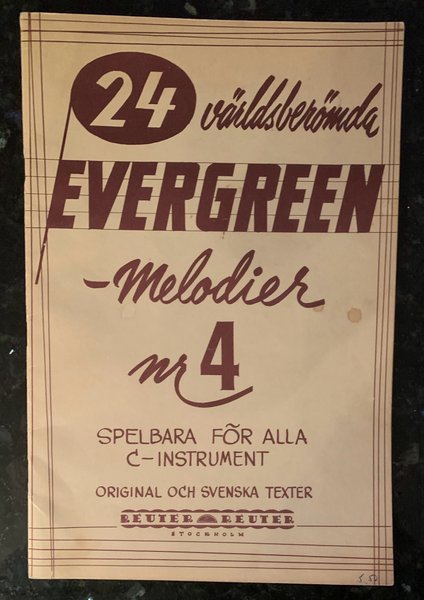 24 världsberömda
EVERGREEN
-Melodier
nr 4
SPELBARA FÖR ALLA
C-INSTRUMENT
ORIGINAL OCH SVENSKA TEXTER
REUTER REUTER
STOCKHOLM